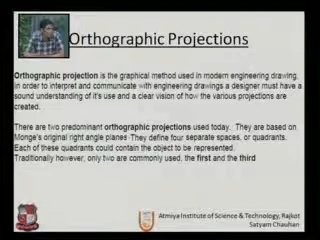 Orthographic Projections
Orthographic projection is the graphical method used in modern engineering drawing.
In order to interpret and communicate with engineering drawings a designer must have a
sound understanding of it's use and a clear vision of how the various projections are
created.
There are two predominant orthographic projections used today. They are based on
Monge's original right angle planes. They define four separate spaces, or quadrants.
Each of these quadrants could contain the object to be represented.
Traditionally however, only two are commonly used, the first and the third
Atmiya Institute of Science & Technology, Rajkot
Satyam Chauhan